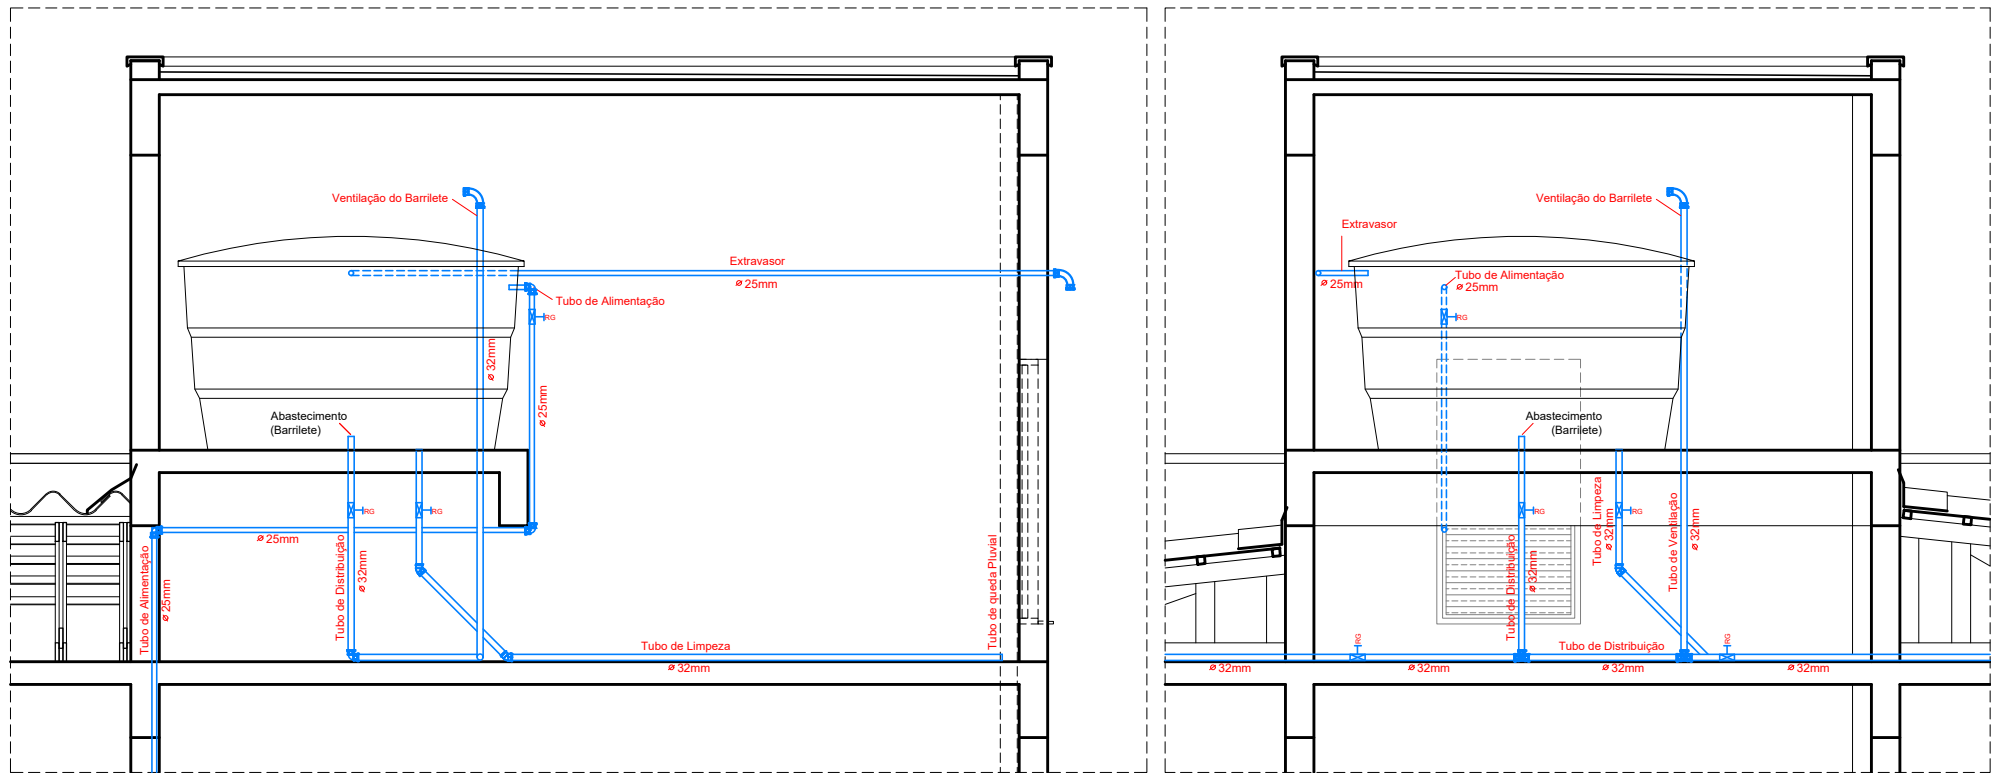 Ventilação do Barrilete
Extravasor
⌀ 25mm
Tubo de Alimentação
RG
⌀ 32mm
⌀ 25mm
Abastecimento
(Barrilete)
RG
RG
⌀ 25mm
Tubo de Alimentação
⌀ 25mm
Tubo de Distribuição
⌀ 32mm
Tubo de Limpeza
⌀ 32mm
Tubo de queda Pluvial
Ventilação do Barrilete
Extravasor
⌀ 25mm
Tubo de Alimentação
⌀ 25mm
RG
Abastecimento
(Barrilete)
RG
RG
Tubo de Distribuição
⌀ 32mm
Tubo de Limpeza
⌀ 32mm
Tubo de Ventilação
⌀ 32mm
RG
Tubo de Distribuição
RG
⌀ 32mm
⌀ 32mm
⌀ 32mm
⌀ 32mm